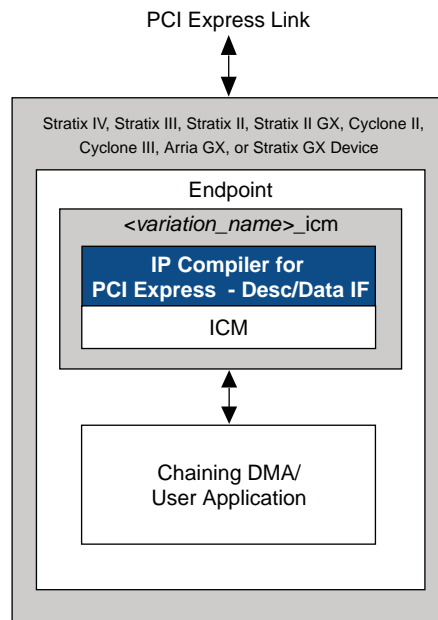 PCI Express Link
Stratix IV, Stratix III, Stratix II, Stratix II GX, Cyclone II,
Cyclone III, Arria GX, or Stratix GX Device
Endpoint
<variation_name>_icm
IP Compiler for
PCI Express - Desc/Data IF
ICM
Chaining DMA/
User Application